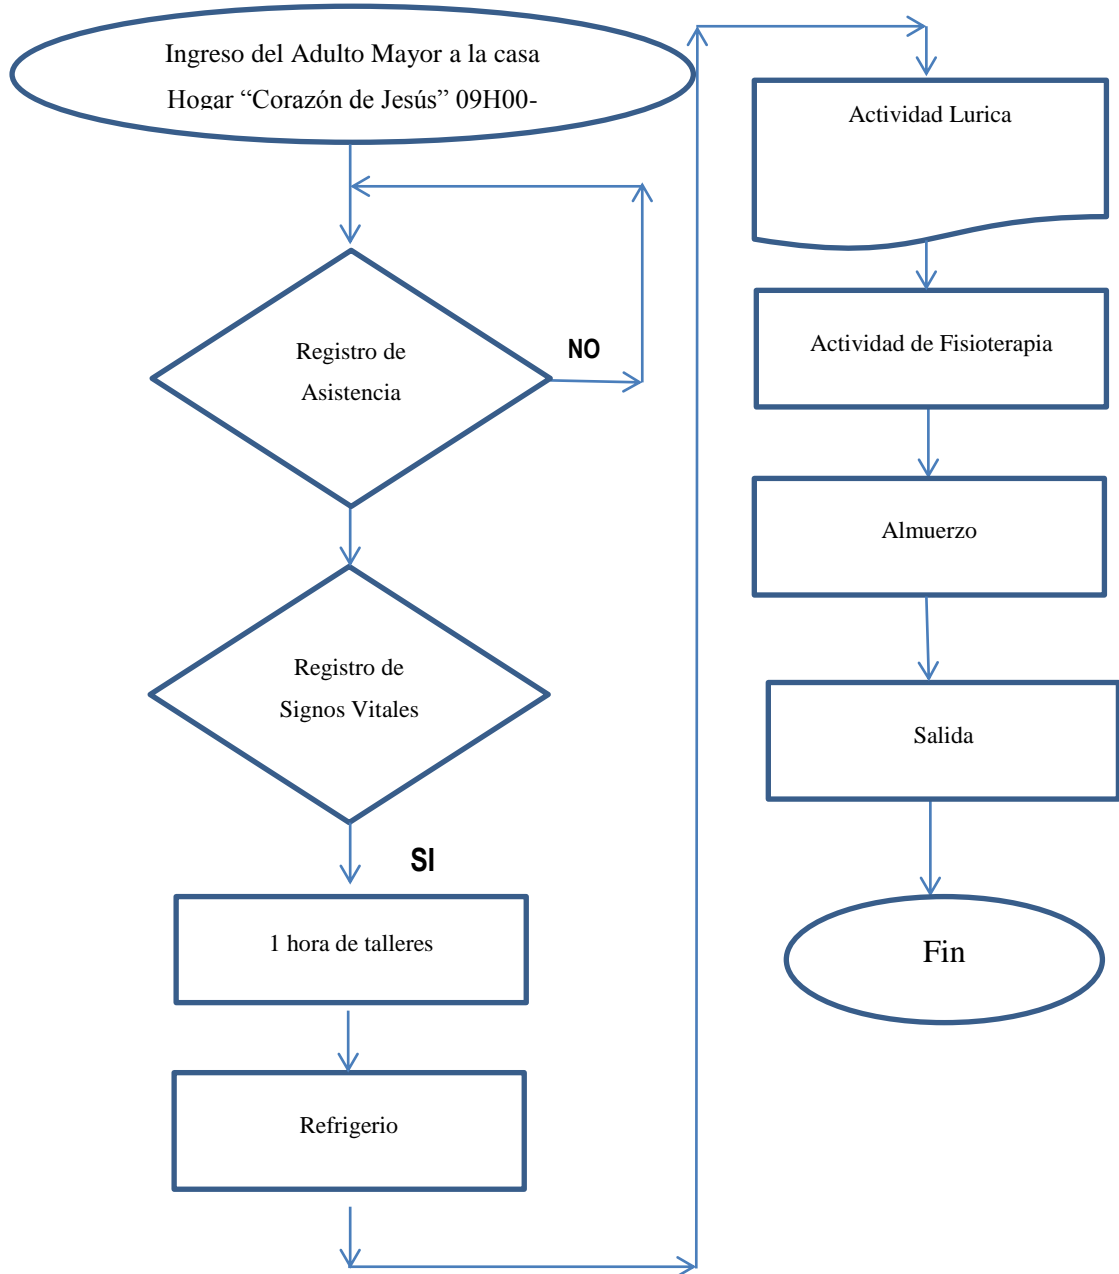 Ingreso del Adulto Mayor a la casa
Hogar “Corazón de Jesús” 09H00-
Registro de
Asistencia
NO
Registro de
Signos Vitales
SI
1 hora de talleres
Refrigerio
Actividad Lurica
Actividad de Fisioterapia
Almuerzo
Salida
Fin